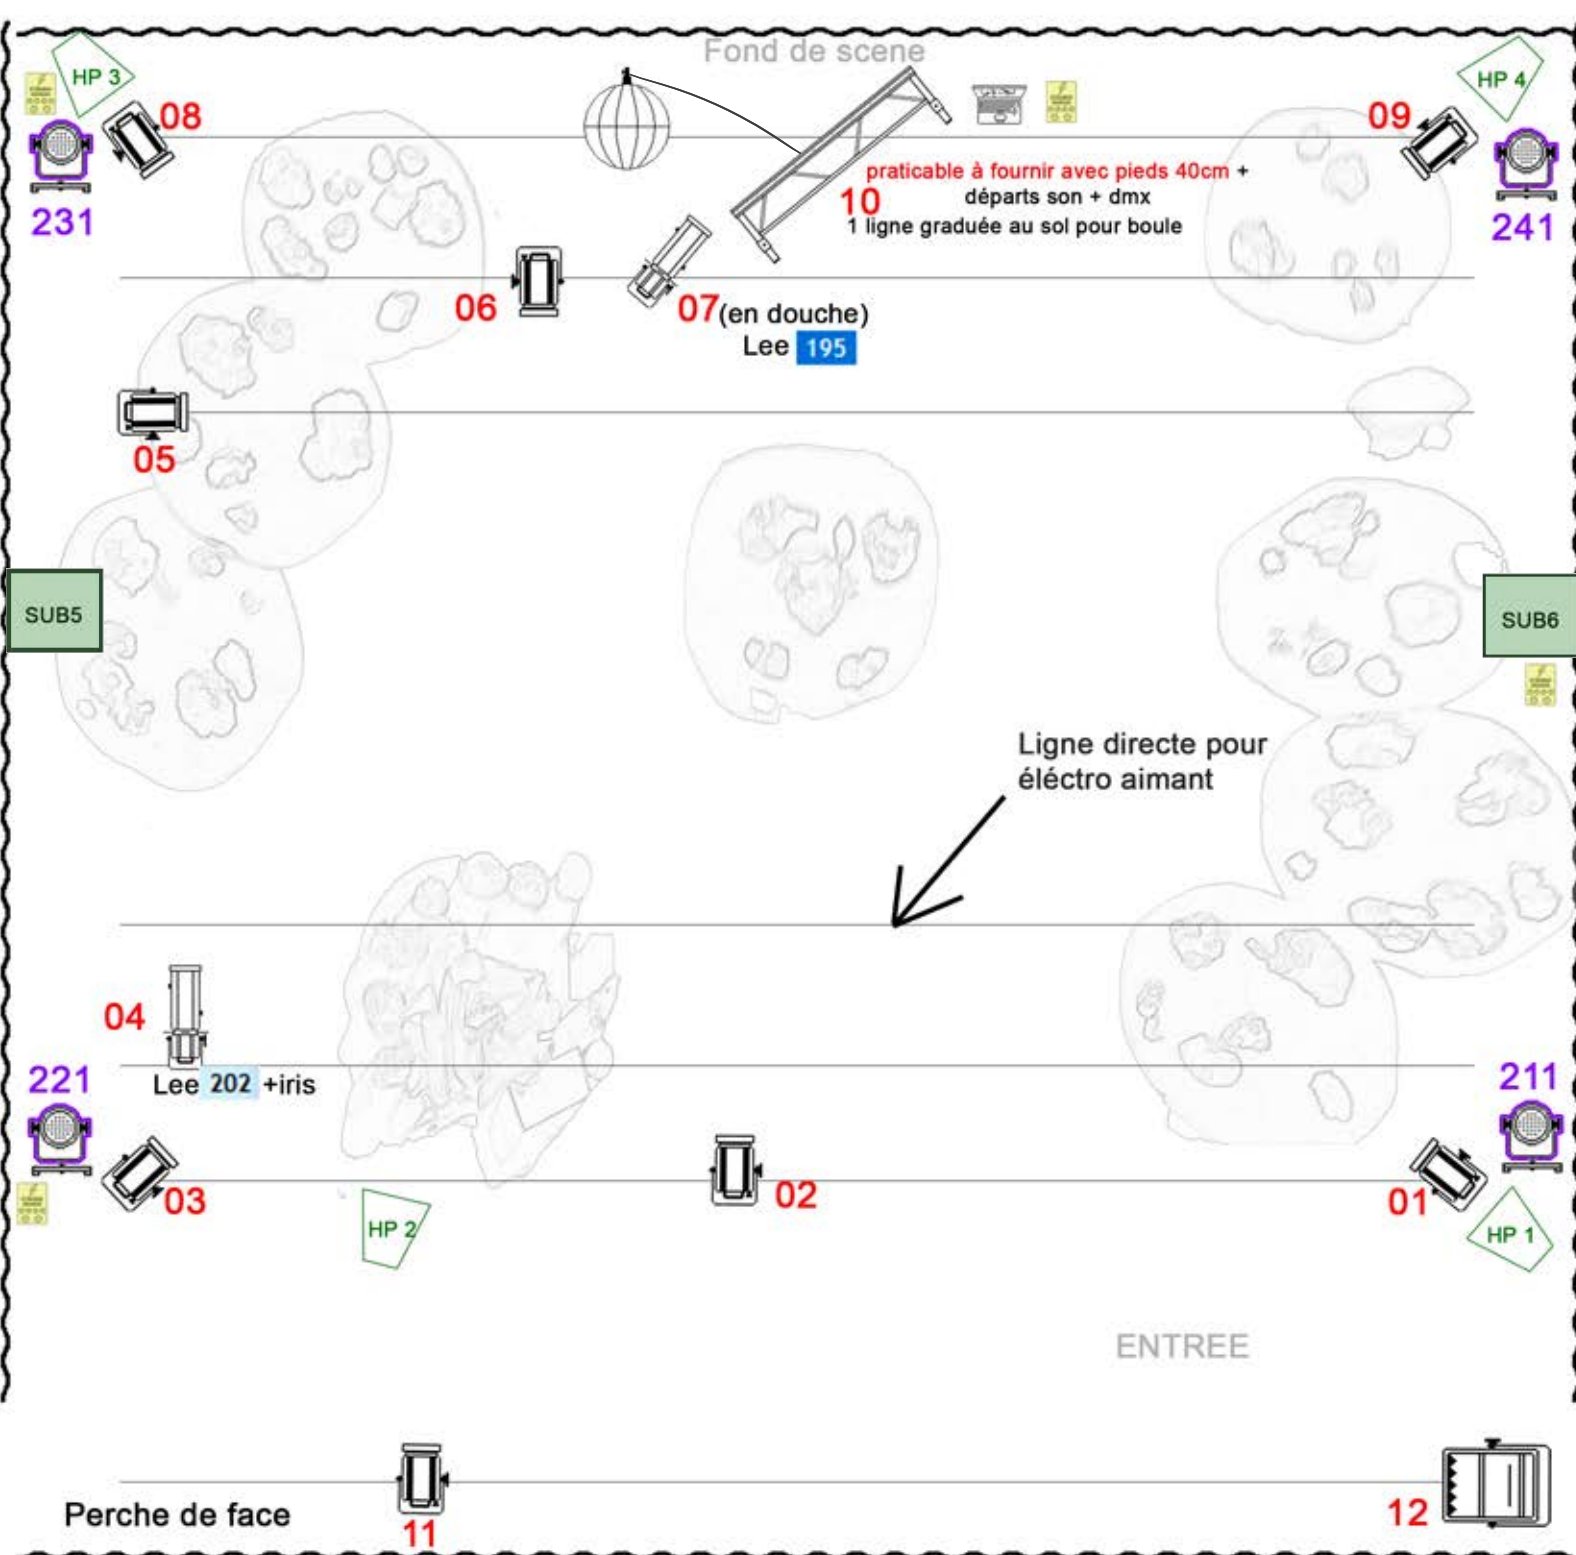 Fond de scene
HP 3
HP 4
08
09
231
praticable à fournir avec pieds 40cm +
10
départs son + dmx
1 ligne graduée au sol pour boule
241
06
07 (en douche)
Lee 195
05
SUB5
SUB6
Ligne directe pour
éléctro aimant
04
221
Lee 202 +iris
211
03
02
01
HP 2
HP 1
ENTREE
Perche de face
11
12